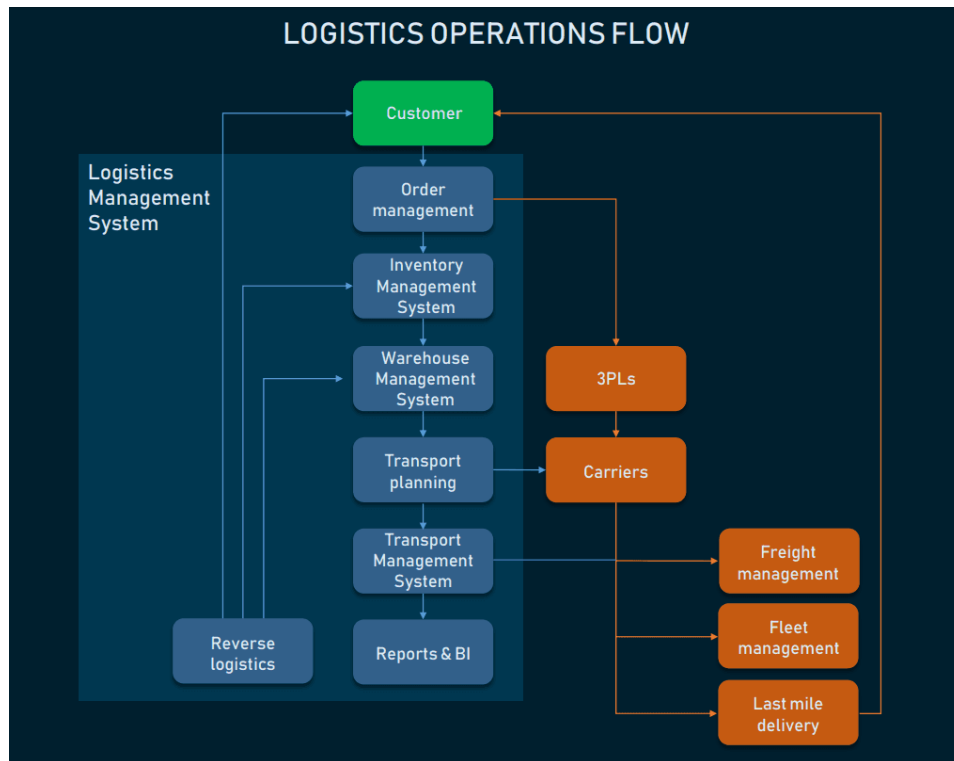 LOGISTICS OPERATIONS FLOW
Customer
Logistics
Management
System
Order
management
Inventory
Management
System
Warehouse
Management
System
3PLs
Transport
planning
Carriers
Transport
Management
System
Freight
management
Reverse
logistics
Reports & BI
Fleet
management
Last mile
delivery